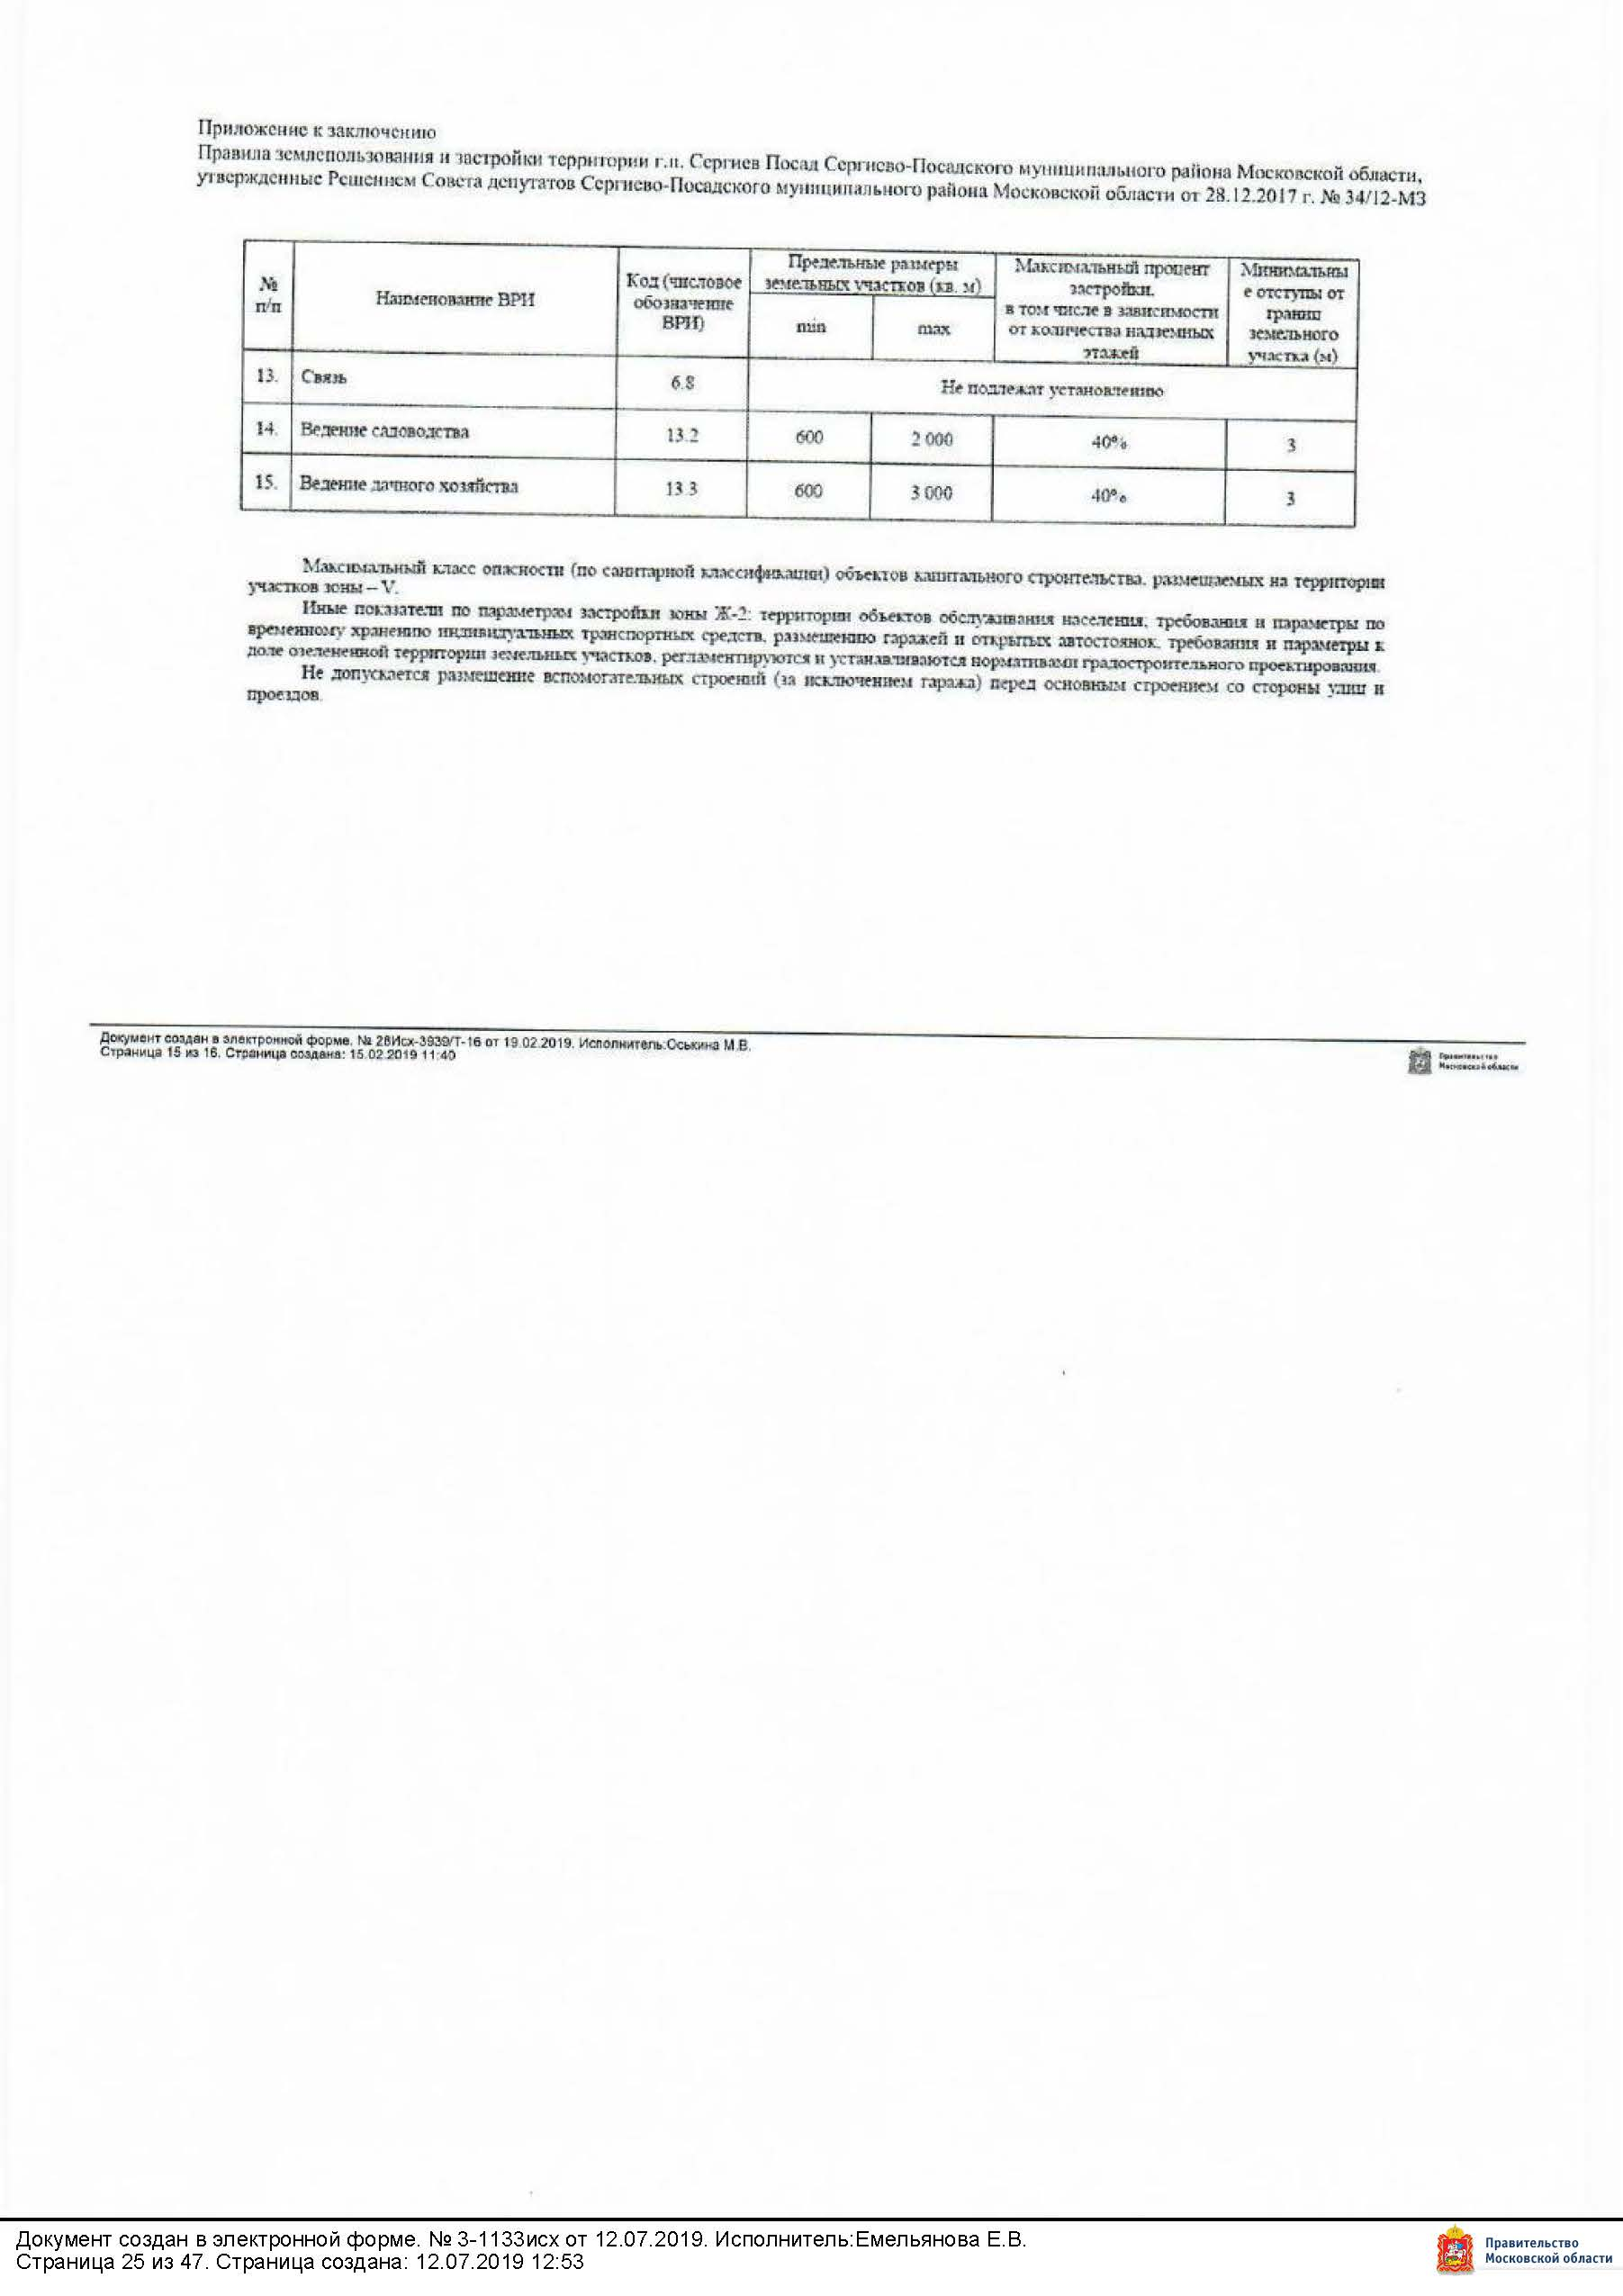 Приложение к заключению
Правила землепользования и застройки территории г.п. Сергиев Посад Сергиево-Посадского муниципального района Московской области,
утвержденные Решением Совета депутатов Сергиево-Посадского муниципального района Московской области от 28.12.2017 г. № 34/12-МЗ
№ п/п
Наименование ВРИ
Код (числовое
обозначение
ВРИ)
Предельные размеры
земельных участков (кв. м)
min
max
Максимальный процент
застройки,
в том числе в зависимости
от количества надземных
этажей
Минимальны
е отступы от
границ
земельного
участка (м)
13. Связь 6.8 Не подлежат установлению
14. Ведение садоводства 13.2 600 2 000 40% 3
15. Ведение дачного хозяйства 13.3 600 3 000 40% 3
Максимальный класс опасности (по санитарной классификации) объектов капитального строительства, размещаемых на территории
участков зоны – V.
Иные показатели по параметрам застройки зоны Ж-2: территории объектов обслуживания населения; требования и параметры по
временному хранению индивидуальных транспортных средств, размещению гаражей и открытых автостоянок, требования и параметры к
доле озелененной территории земельных участков, регламентируются и устанавливаются нормативами градостроительного проектирования.
Не допускается размещение вспомогательных строений (за исключением гаража) перед основным строением со стороны улиц и
проездов.
Документ создан в электронной форме. № 28Исх-3939/Т-16 от 19.02.2019. Исполнитель:Оськина М.В.
Страница 15 из 16. Страница создана: 15.02.2019 11:40
Правительство
Московской области
Документ создан в электронной форме. № 3-1133исх от 12.07.2019. Исполнитель:Емельянова Е.В.
Страница 25 из 47. Страница создана: 12.07.2019 12:53
Правительство
Московской области